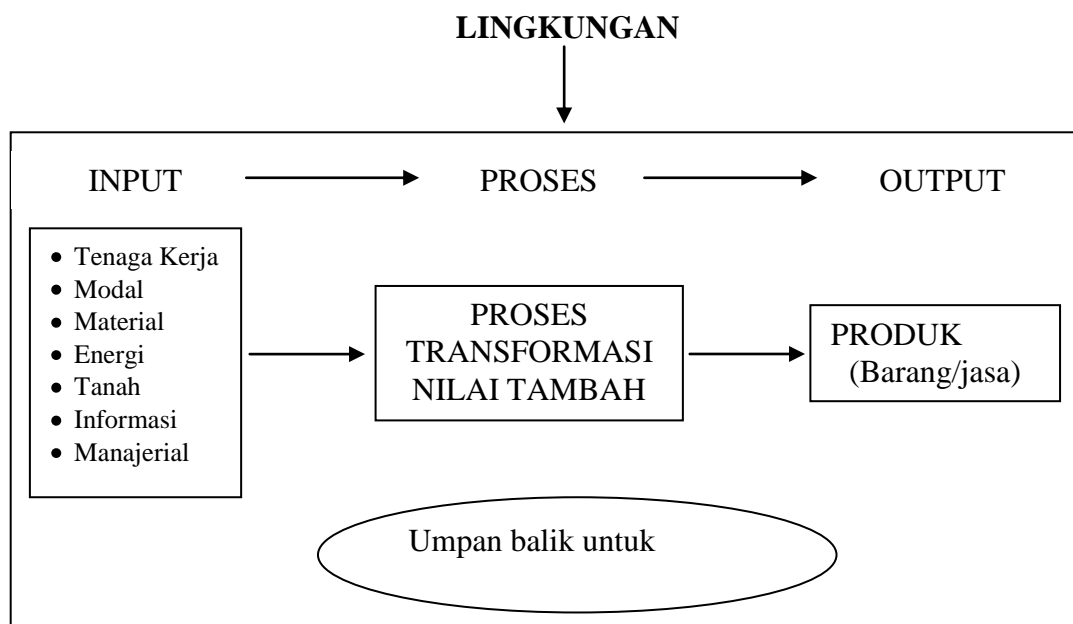 LINGKUNGAN
INPUT
PROSES
OUTPUT
• Tenaga Kerja
• Modal
• Material
• Energi
• Tanah
• Informasi
• Manajerial
PROSES
TRANSFORMASI
NILAI TAMBAH
PRODUK
(Barang/jasa)
Umpan balik untuk